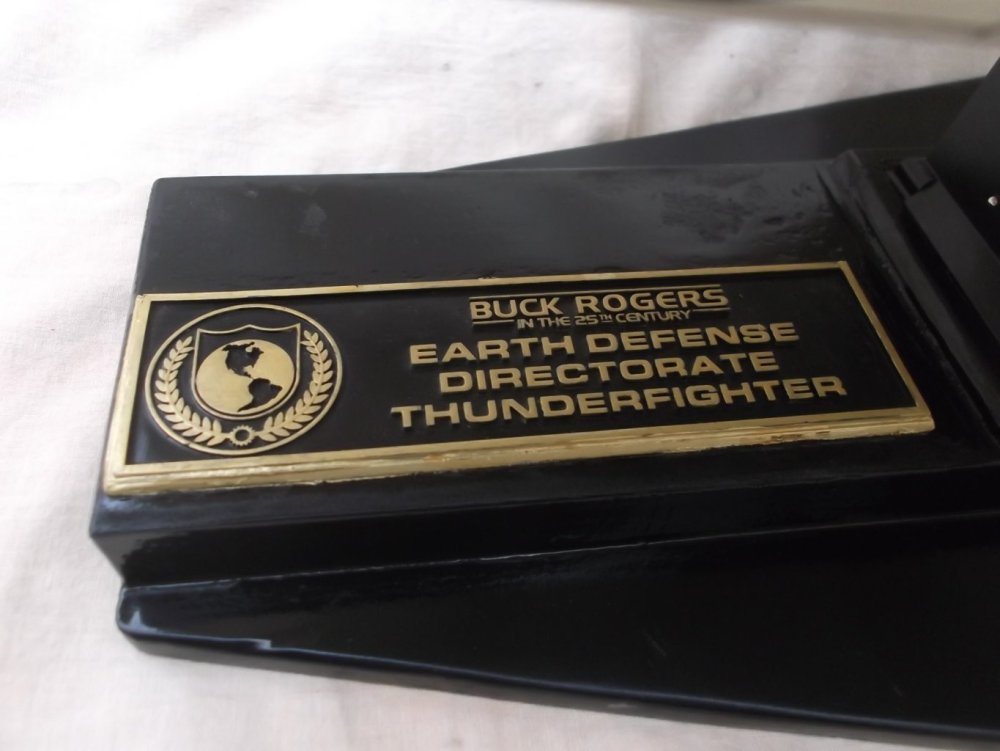 BUCK ROGERS
IN THE 25TH CENTURY
EARTH DEFENSE
DIRECTORATE
THUNDERFIGHTER